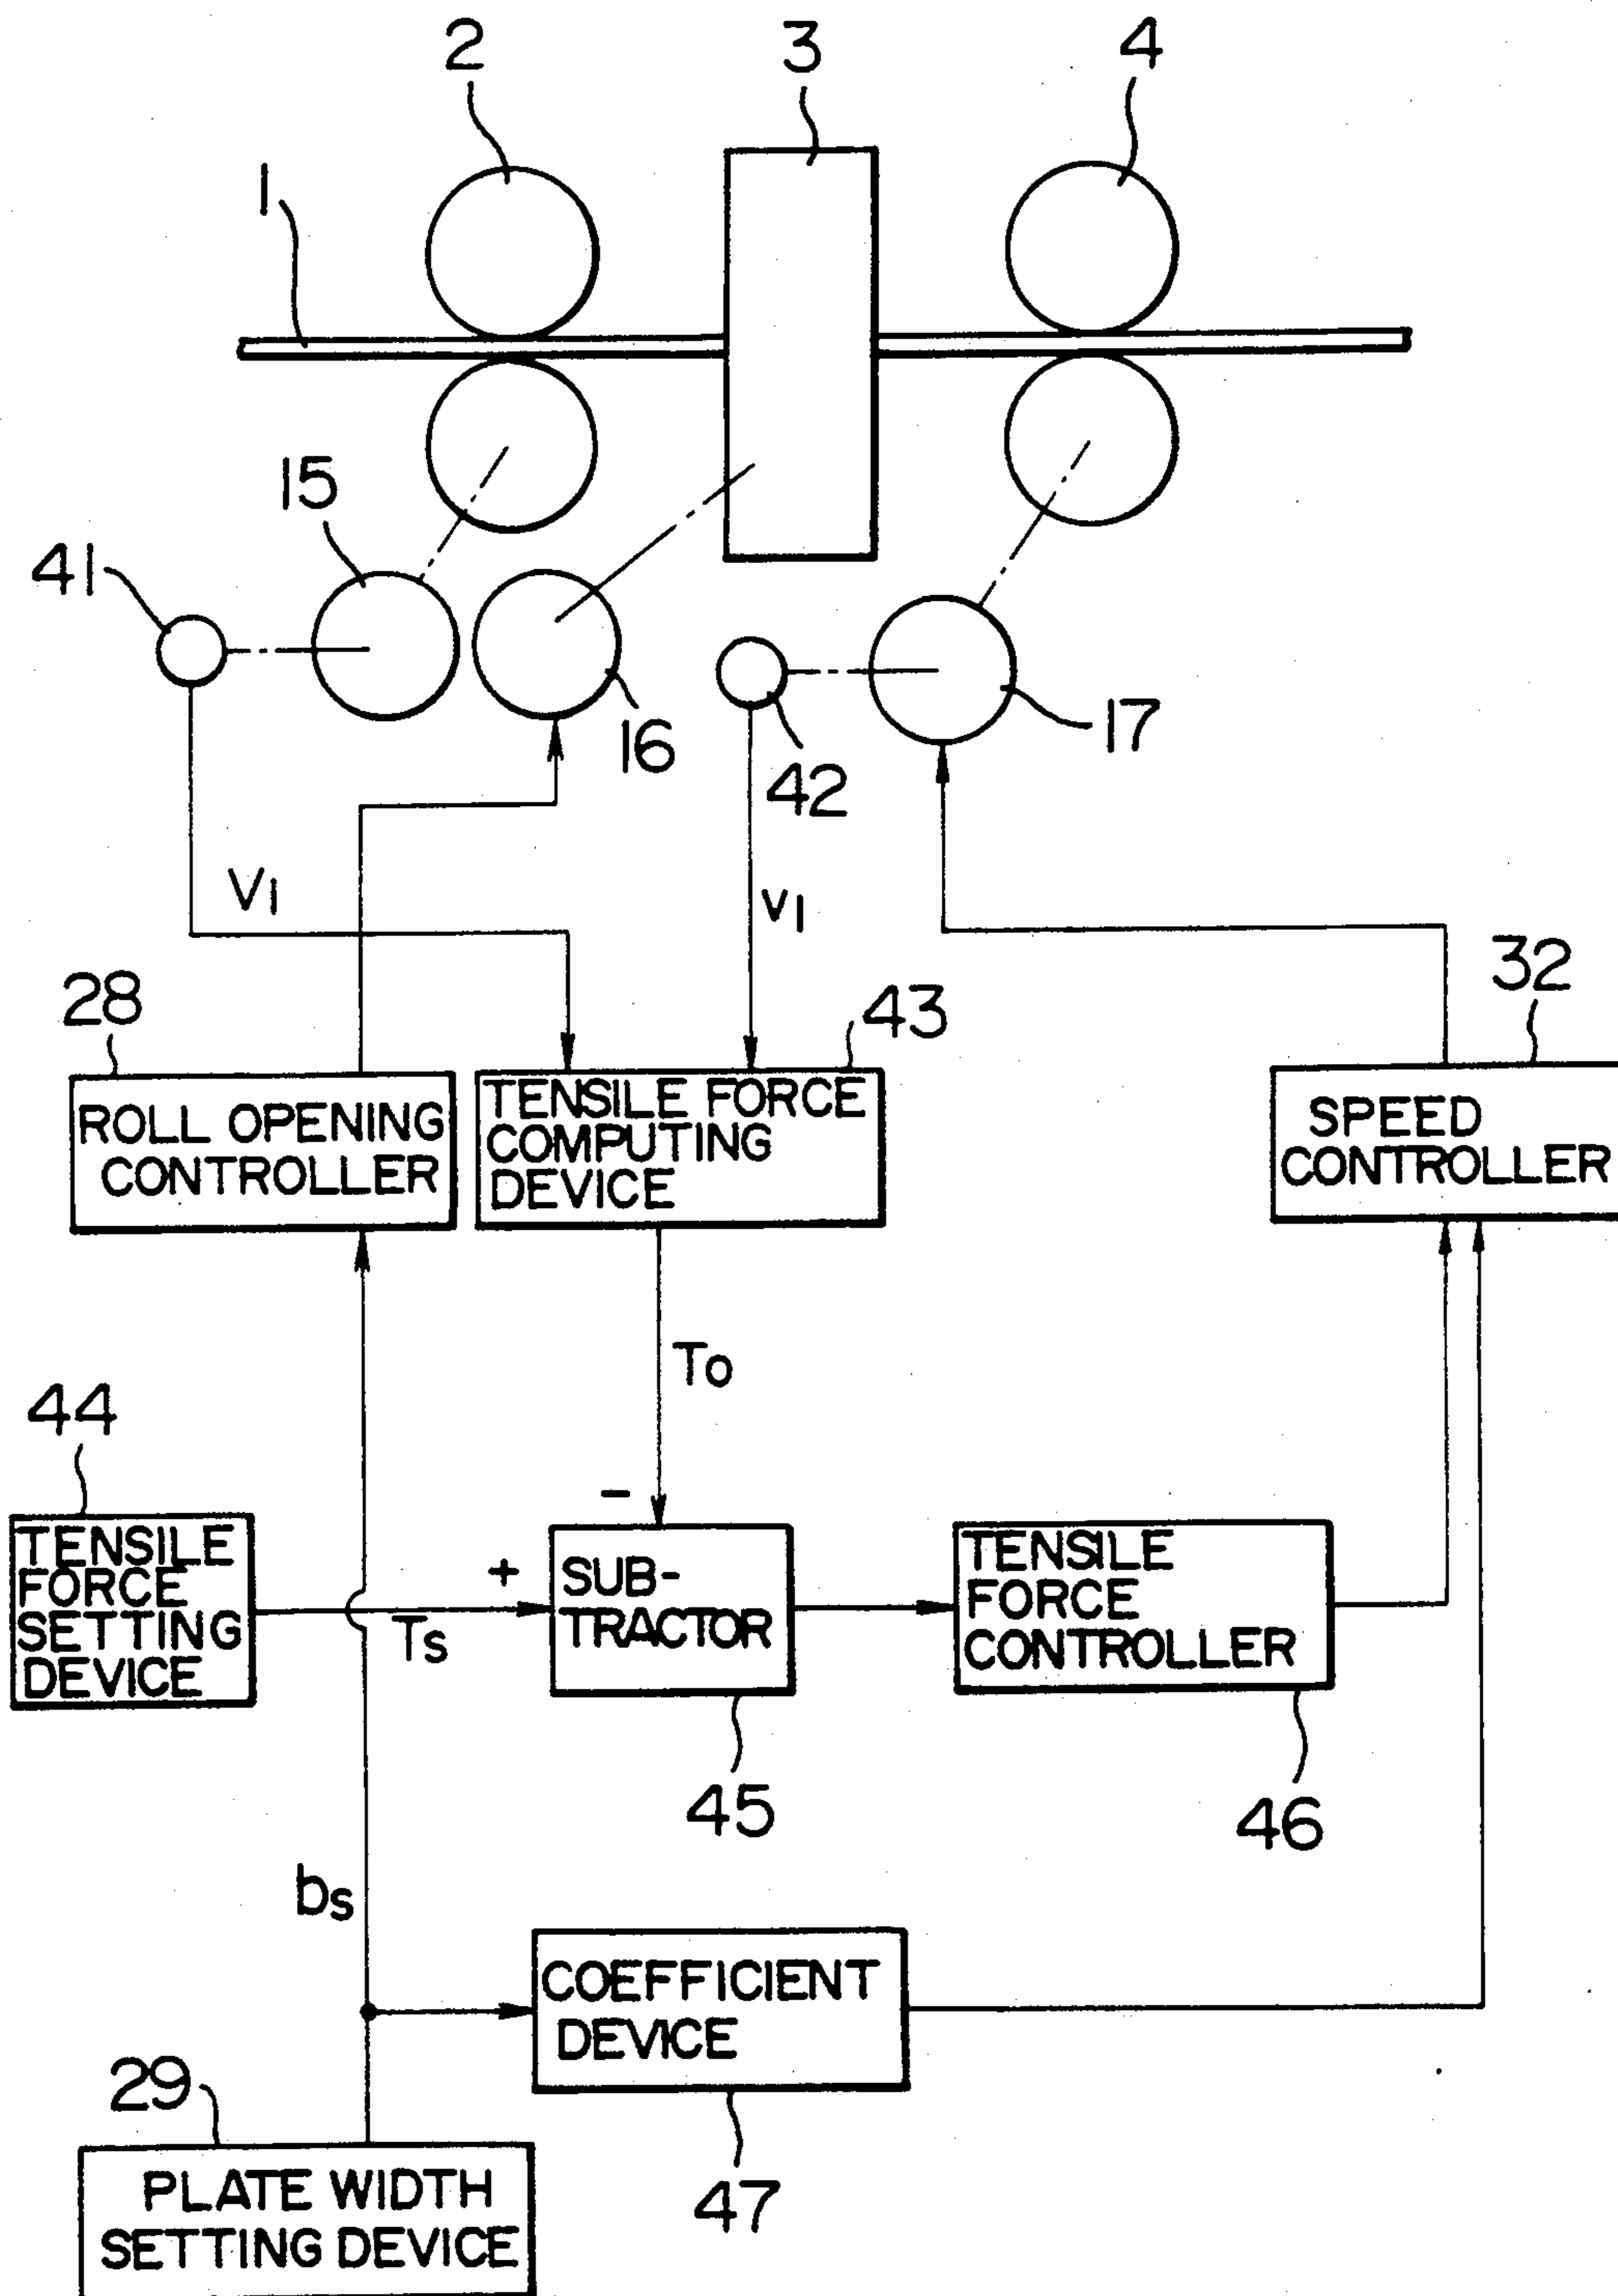 2
3
4
1
15
41
16
42
17
V1
v1
28
43
32
ROLL OPENING
CONTROLLER
TENSILE FORCE
COMPUTING
DEVICE
SPEED
CONTROLLER
To
44
-
TENSILE
FORCE
SETTING
DEVICE
+
Ts
SUB-
TRACTOR
TENSILE
FORCE
CONTROLLER
45
46
bs
COEFFICIENT
DEVICE
29
47
PLATE WIDTH
SETTING DEVICE